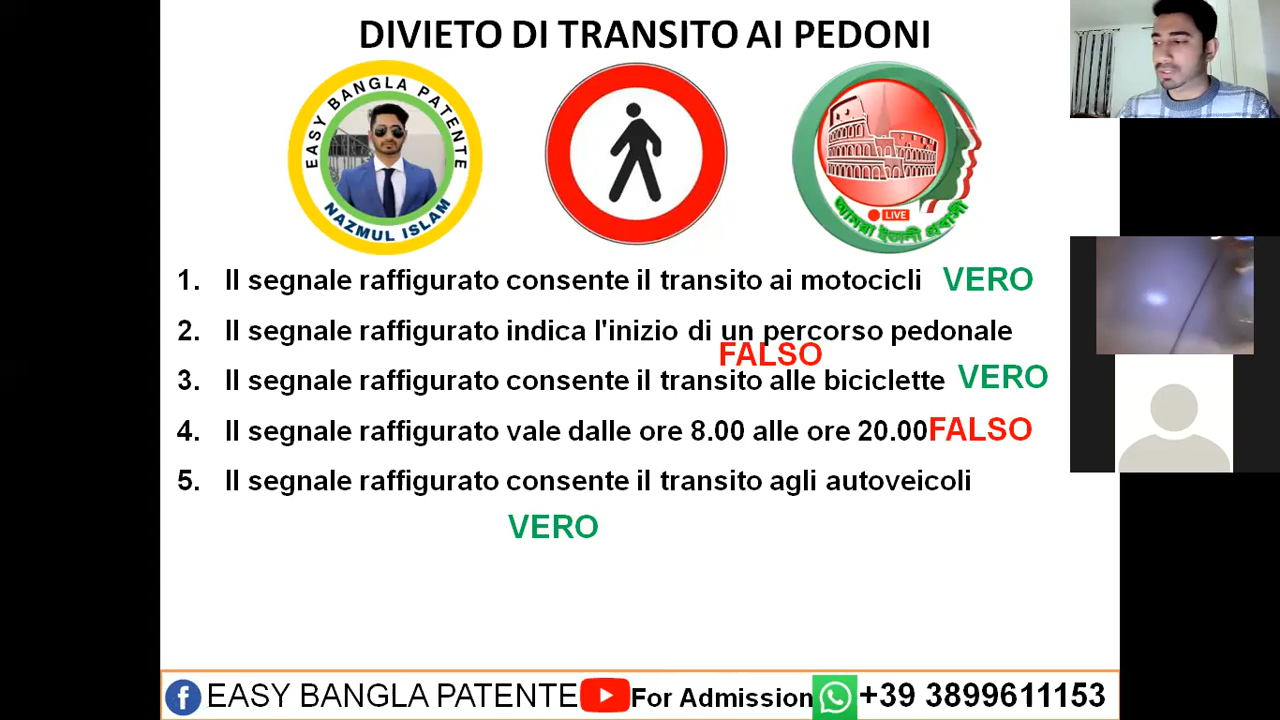 DIVIETO DI TRANSITO AI PEDONI
EASY BANGLA PATENTE
NAZMUL ISLAM
LIVE
আমরা ইতালী প্রবাসী
1. Il segnale raffigurato consente il transito ai motocicli VERO
2. Il segnale raffigurato indica l'inizio di un percorso pedonale
FALSO
3. Il segnale raffigurato consente il transito alle biciclette VERO
4. Il segnale raffigurato vale dalle ore 8.00 alle ore 20.00 FALSO
5. Il segnale raffigurato consente il transito agli autoveicoli
VERO
EASY BANGLA PATENTE For Admission +39 3899611153